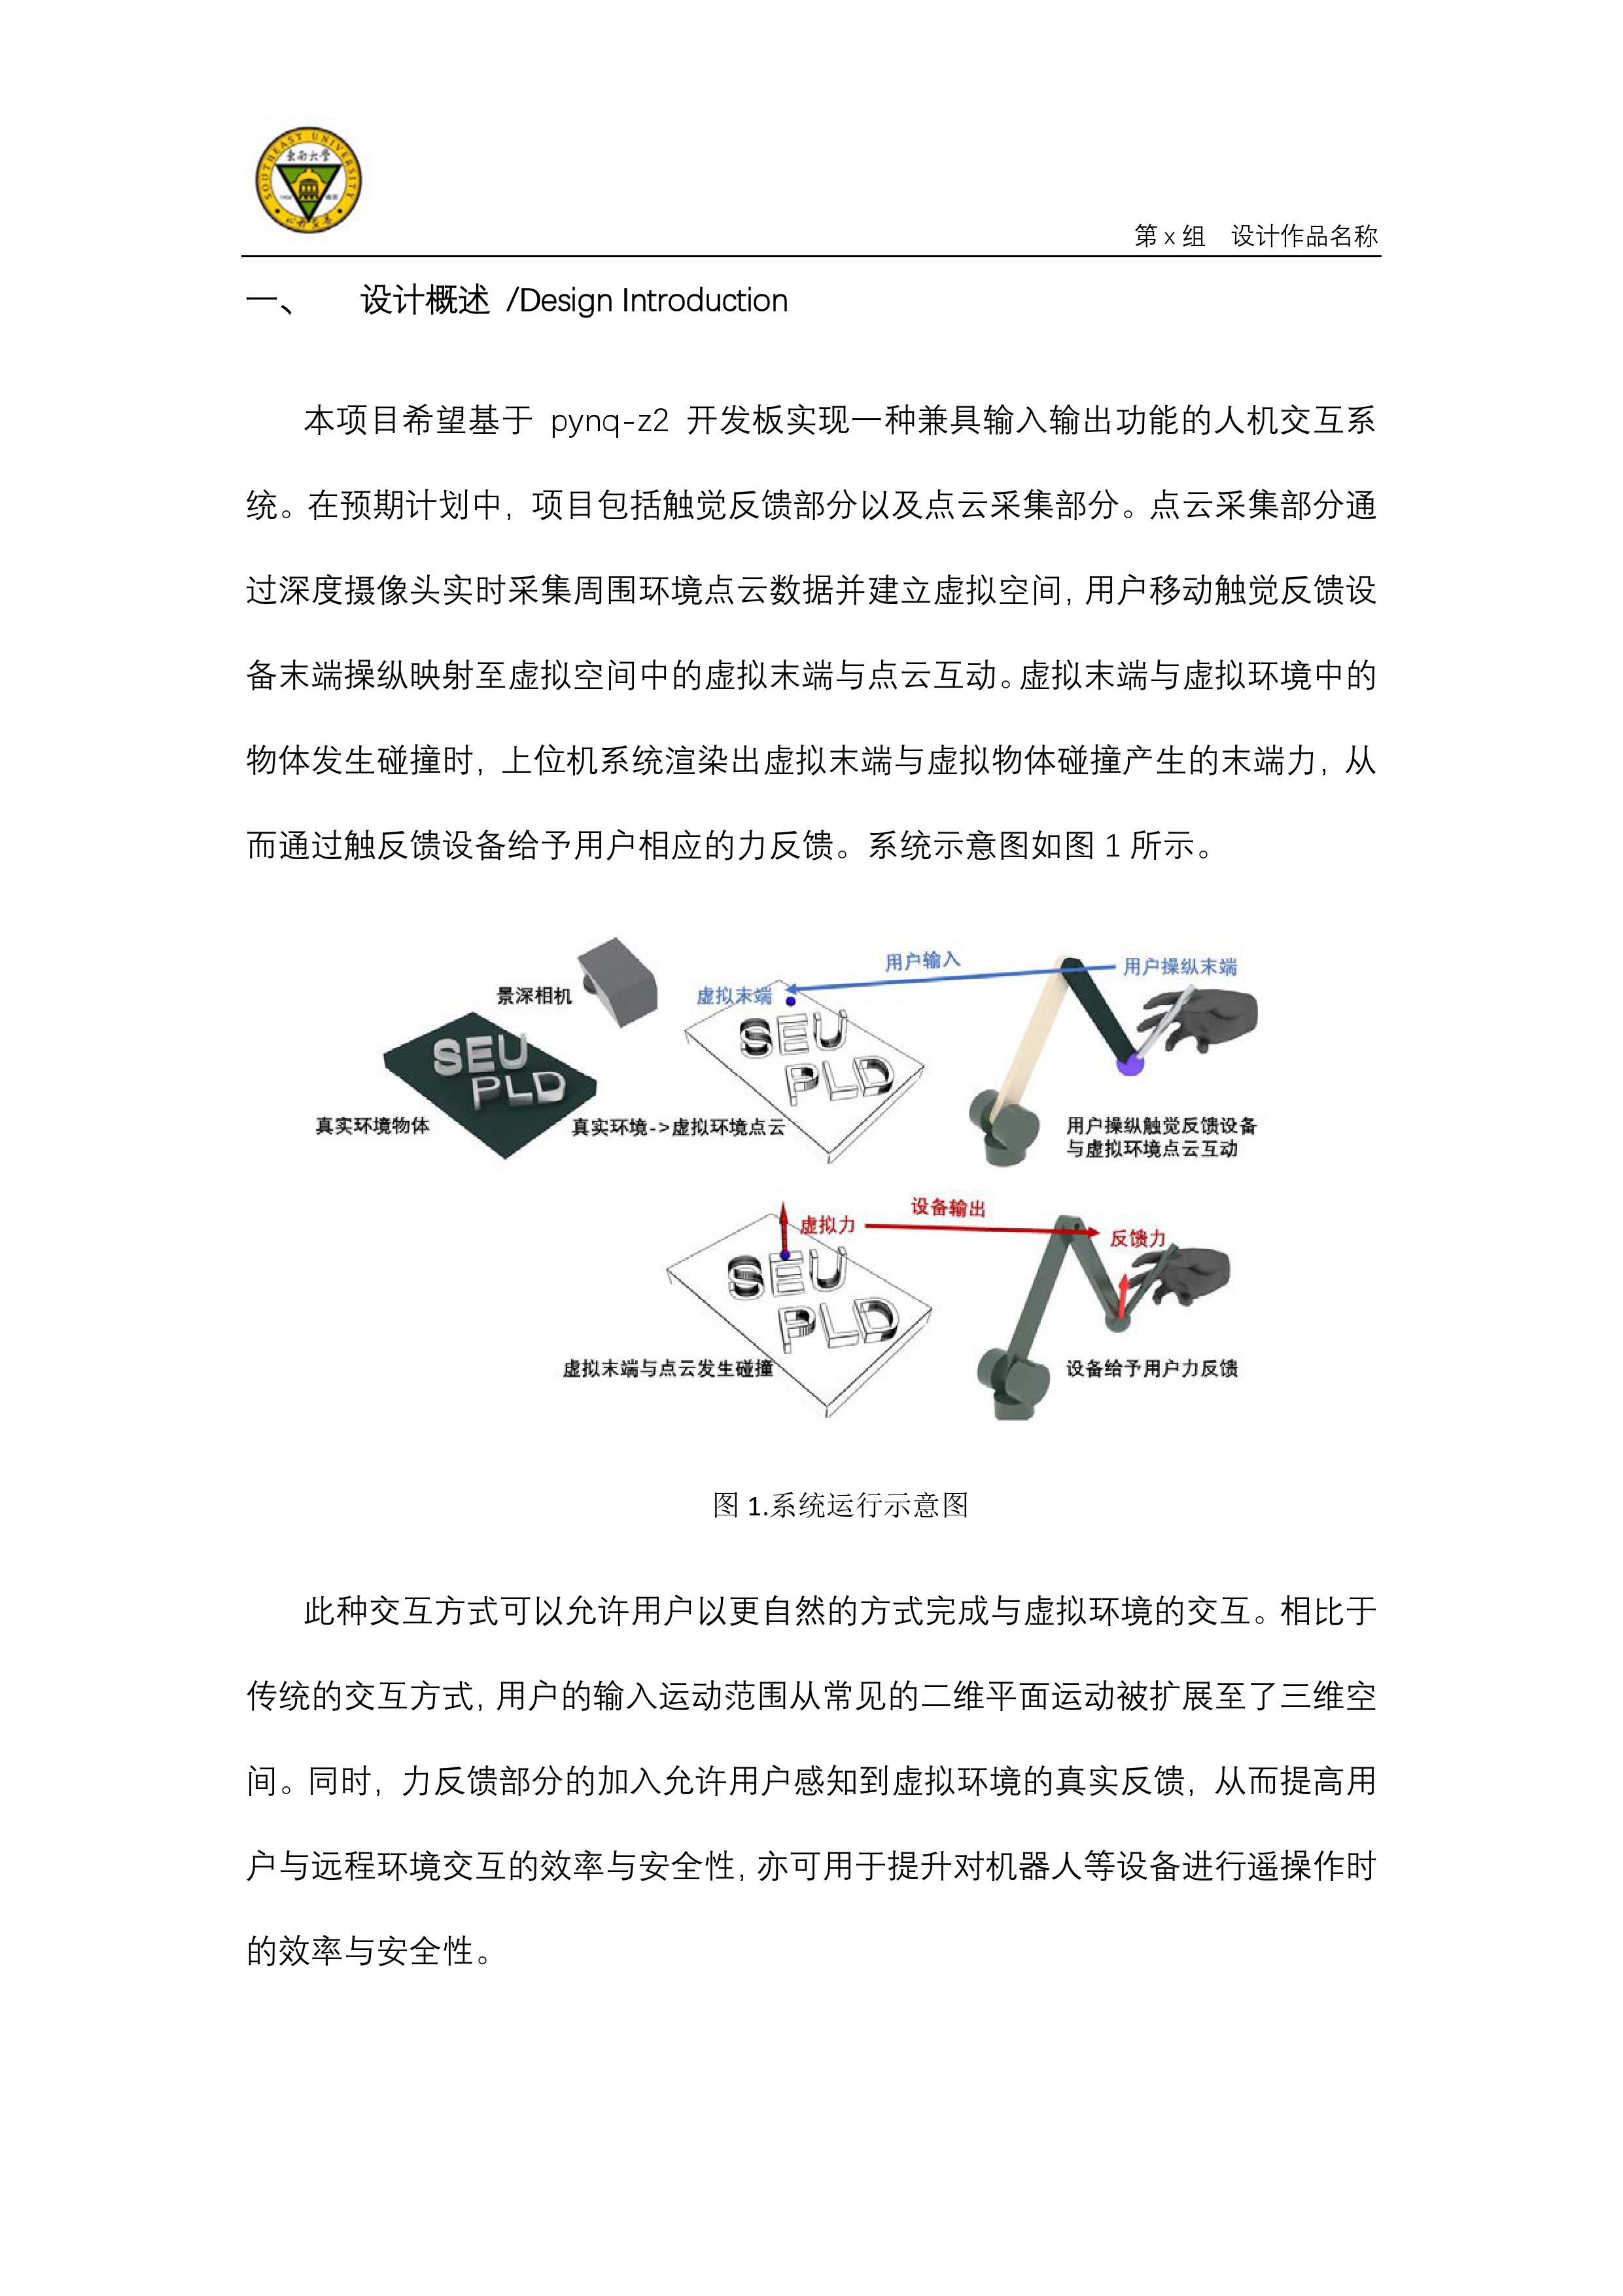 SOUTHEAST UNIVERSITY
東南大學
1902 南京
第 x 组 设计作品名称
一、 设计概述 /Design Introduction
本项目希望基于 pynq-z2 开发板实现一种兼具输入输出功能的人机交互系
统。在预期计划中，项目包括触觉反馈部分以及点云采集部分。点云采集部分通
过深度摄像头实时采集周围环境点云数据并建立虚拟空间，用户移动触觉反馈设
备末端操纵映射至虚拟空间中的虚拟末端与点云互动。虚拟末端与虚拟环境中的
物体发生碰撞时，上位机系统渲染出虚拟末端与虚拟物体碰撞产生的末端力，从
而通过触反馈设备给予用户相应的力反馈。系统示意图如图 1 所示。
用户输入
用户操纵末端
景深相机
虚拟末端
SEU
PLD
SEU
PLD
真实环境物体
真实环境->虚拟环境点云
用户操纵触觉反馈设备
与虚拟环境点云互动
设备输出
虚拟力
反馈力
SEU
PLD
虚拟末端与点云发生碰撞
设备给予用户力反馈
图 1.系统运行示意图
此种交互方式可以允许用户以更自然的方式完成与虚拟环境的交互。相比于
传统的交互方式，用户的输入运动范围从常见的二维平面运动被扩展至了三维空
间。同时，力反馈部分的加入允许用户感知到虚拟环境的真实反馈，从而提高用
户与远程环境交互的效率与安全性，亦可用于提升对机器人等设备进行遥操作时
的效率与安全性。